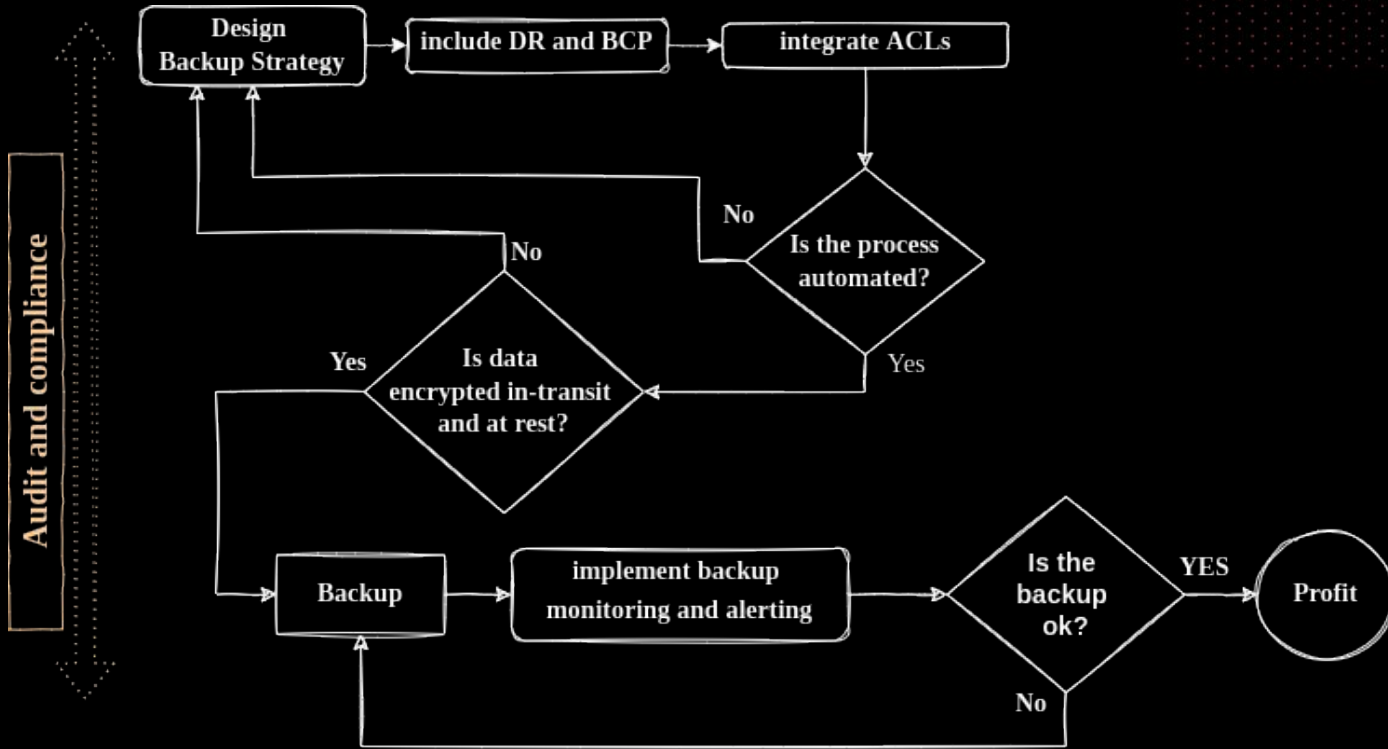 Design
Backup Strategy
include DR and BCP
integrate ACLs
No
Is the process
automated?
Yes
No
Is data
encrypted in-transit
and at rest?
Yes
Audit and compliance
Backup
implement backup
monitoring and alerting
Is the
backup
ok?
YES
Profit
No